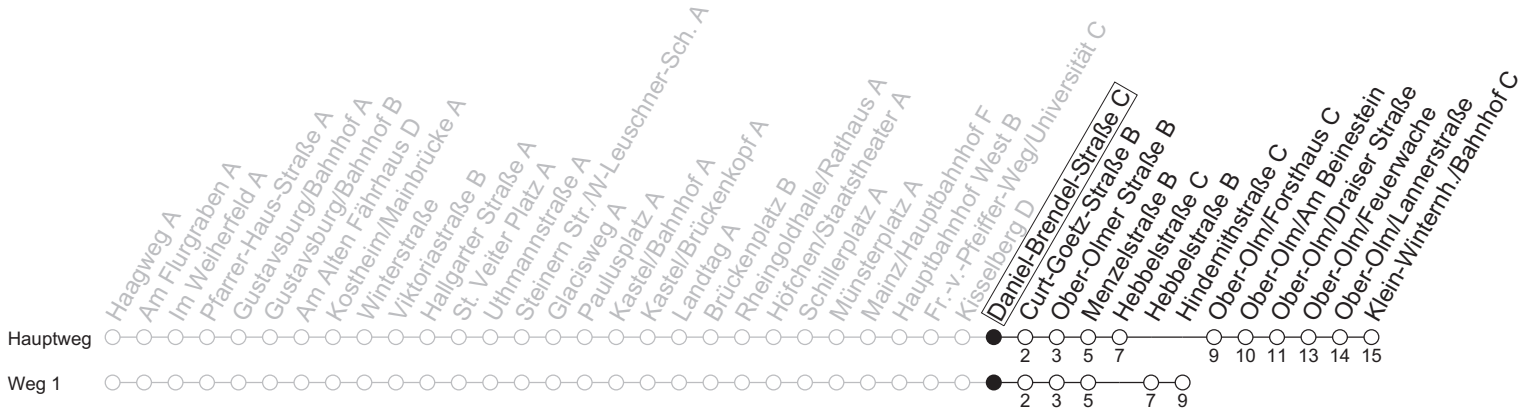 Haagweg A
Am Flurgraben A
Im Weiherfeld A
Pfarrer-Haus-Straße A
Gustavsburg/Bahnhof A
Gustavsburg/Bahnhof B
Am Alten Fährhaus D
Kostheim/Mainbrücke A
Winterstraße
Viktoriastraße B
Hallgarter Straße A
St. Veiter Platz A
Uthmannstraße A
Steinern Str./W-Leuschner-Sch. A
Glacisweg A
Paulusplatz A
Kastel/Bahnhof A
Kastel/Brückenkopf A
Landtag A
Brückenplatz B
Rheingoldhalle/Rathaus A
Höfchen/Staatstheater A
Schillerplatz A
Münsterplatz A
Mainz/Hauptbahnhof F
Hauptbahnhof West B
Fr.-v.-Pfeiffer-Weg/Universität C
Kisselberg D
Daniel-Brendel-Straße C
Curt-Goetz-Straße B
Ober-Olmer Straße B
Menzelstraße B
Hebbelstraße C
Hebbelstraße B
Hindemithstraße C
Ober-Olm/Forsthaus C
Ober-Olm/Am Beinestein
Ober-Olm/Draiser Straße
Ober-Olm/Feuerwache
Ober-Olm/Lannerstraße
Klein-Winternh./Bahnhof C
Hauptweg
2 3 5 7 9 10 11 13 14 15
Weg 1
2 3 5 7 9